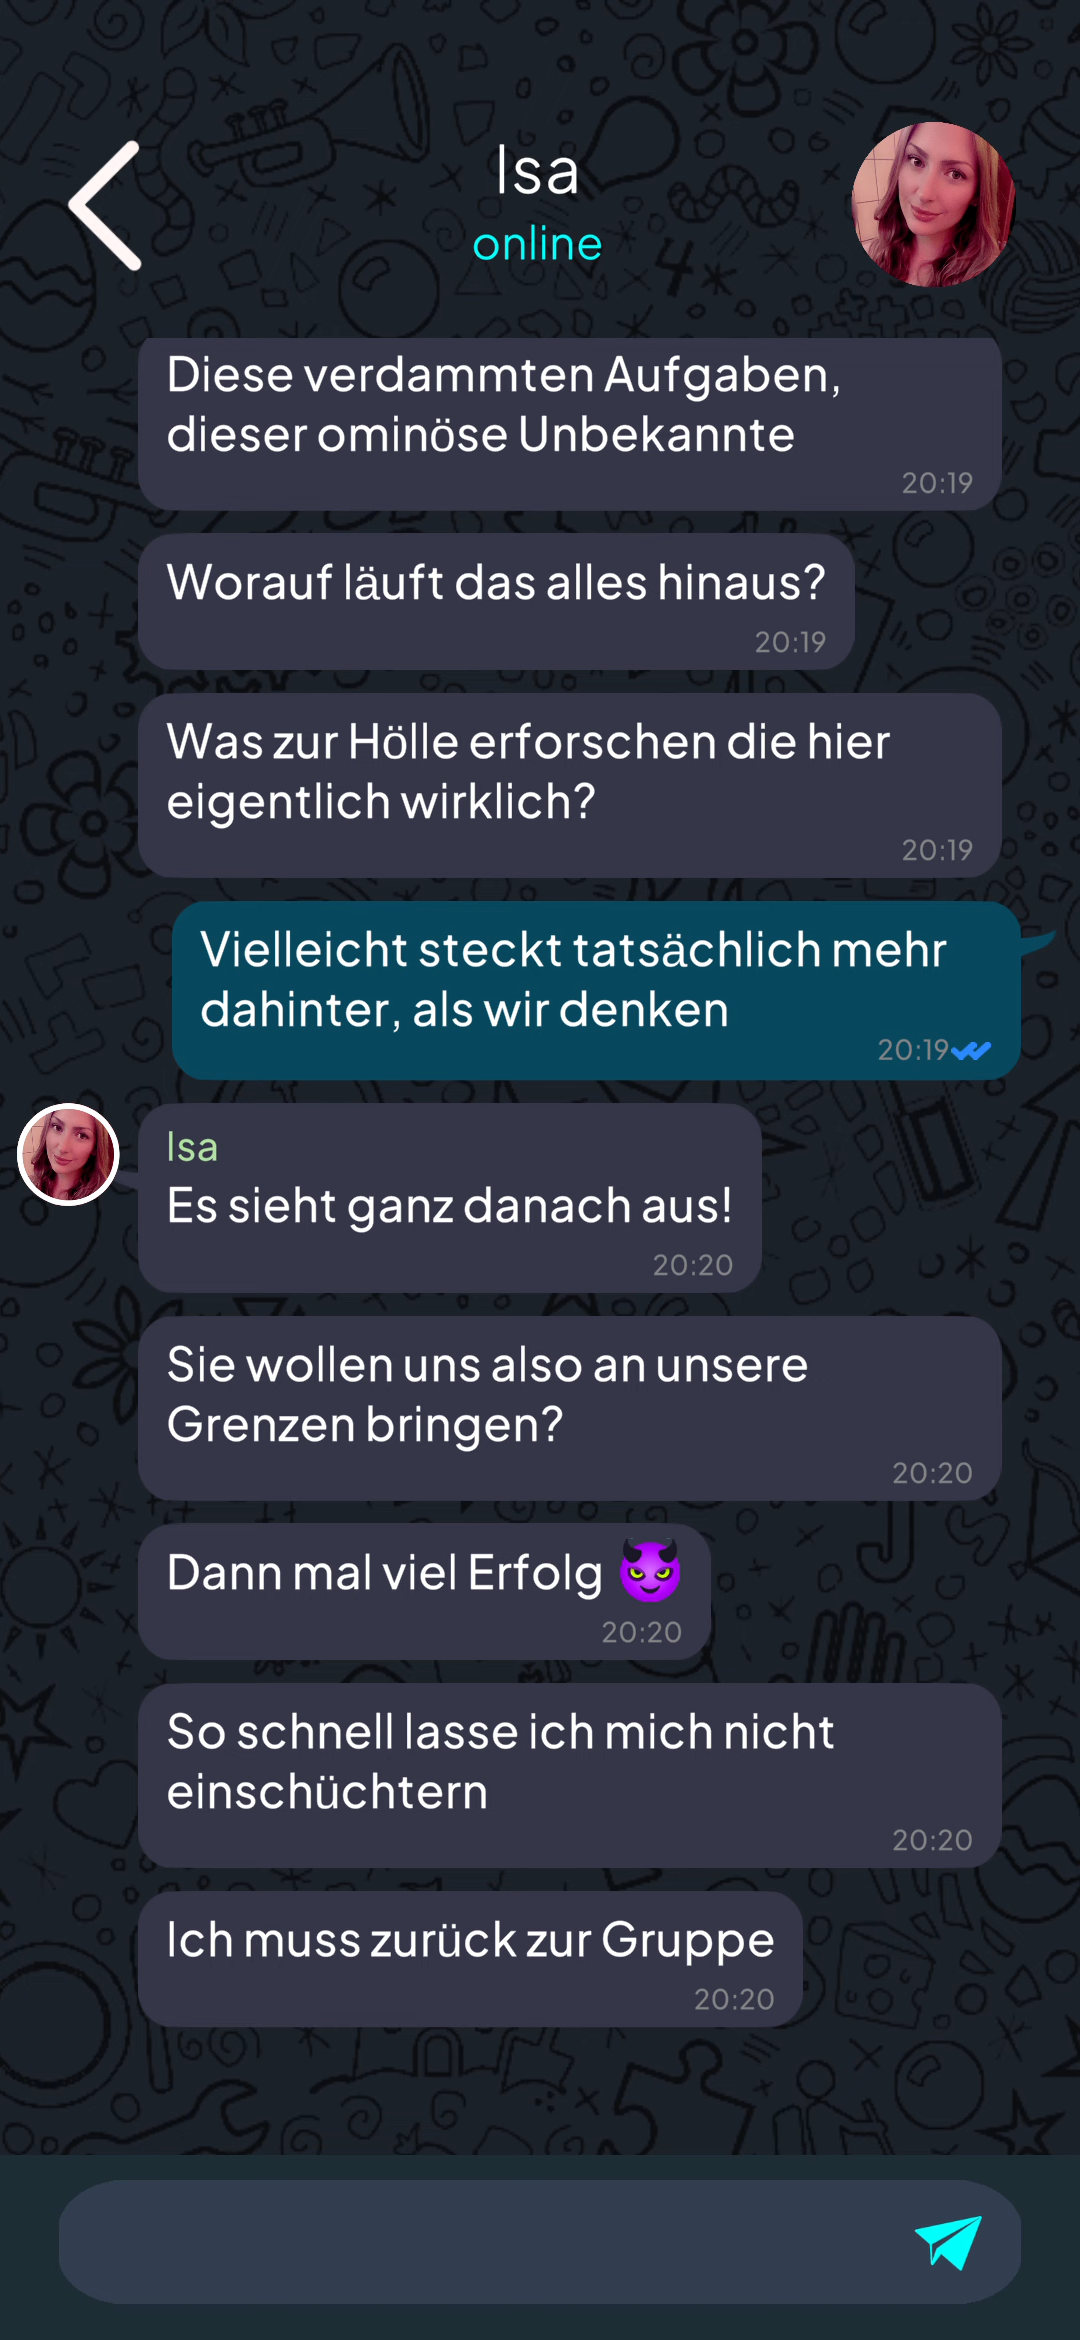 Isa
online
Diese verdammten Aufgaben,
dieser ominöse Unbekannte
20:19
Worauf läuft das alles hinaus?
20:19
Was zur Hölle erforschen die hier
eigentlich wirklich?
20:19
Vielleicht steckt tatsächlich mehr
dahinter, als wir denken
20:19
Isa
Es sieht ganz danach aus!
20:20
Sie wollen uns also an unsere
Grenzen bringen?
20:20
Dann mal viel Erfolg 😈
20:20
So schnell lasse ich mich nicht
einschüchtern
20:20
Ich muss zurück zur Gruppe
20:20